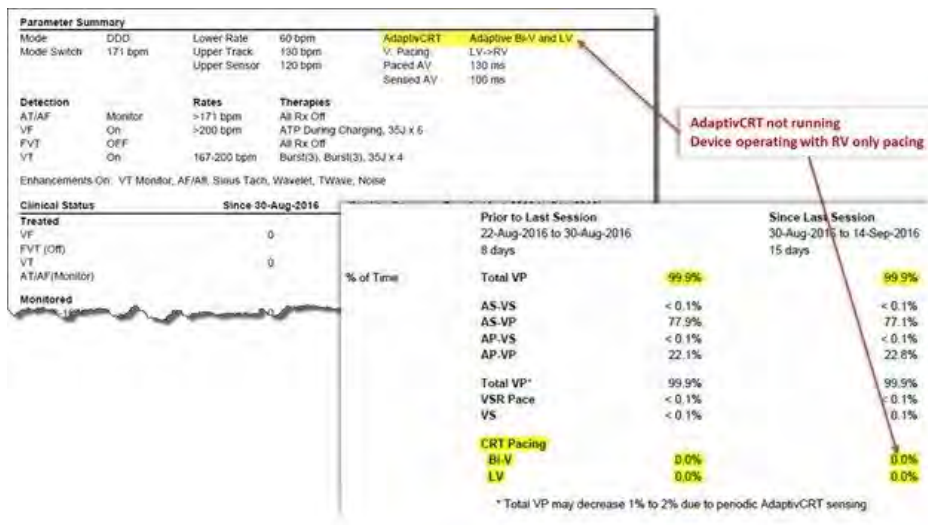 Parameter Summary
Mode DDD Lower Rate 60 bpm AdaptivCRT Adaptive Bi-V and LV
Mode Switch 171 bpm Upper Track 130 bpm V. Pacing LV->RV
Upper Sensor 120 bpm Paced AV 130 ms
Sensed AV 100 ms
Detection Rates Therapies
AT/AF Monitor >171 bpm All Rx Off
VF On >200 bpm ATP During Charging, 35J x 6
FVT OFF All Rx Off
VT On 167-200 bpm Burst(3), Burst(3), 35J x 4
Enhancements On: VT Monitor, AF/Afl, Sinus Tach, Wavelet, TWave, Noise
AdaptivCRT not running
Device operating with RV only pacing
Clinical Status Since 30-Aug-2016
Treated
VF 0
FVT (Off)
VT 0
AT/AF(Monitor)
Monitored
Prior to Last Session Since Last Session
22-Aug-2016 to 30-Aug-2016 30-Aug-2016 to 14-Sep-2016
8 days 15 days
% of Time Total VP 99.9% 99.9%
AS-VS < 0.1% < 0.1%
AS-VP 77.9% 77.1%
AP-VS < 0.1% < 0.1%
AP-VP 22.1% 22.8%
Total VP* 99.9% 99.9%
VSR Pace < 0.1% < 0.1%
VS < 0.1% 0.1%
CRT Pacing
Bi-V 0.0% 0.0%
LV 0.0% 0.0%
* Total VP may decrease 1% to 2% due to periodic AdaptivCRT sensing